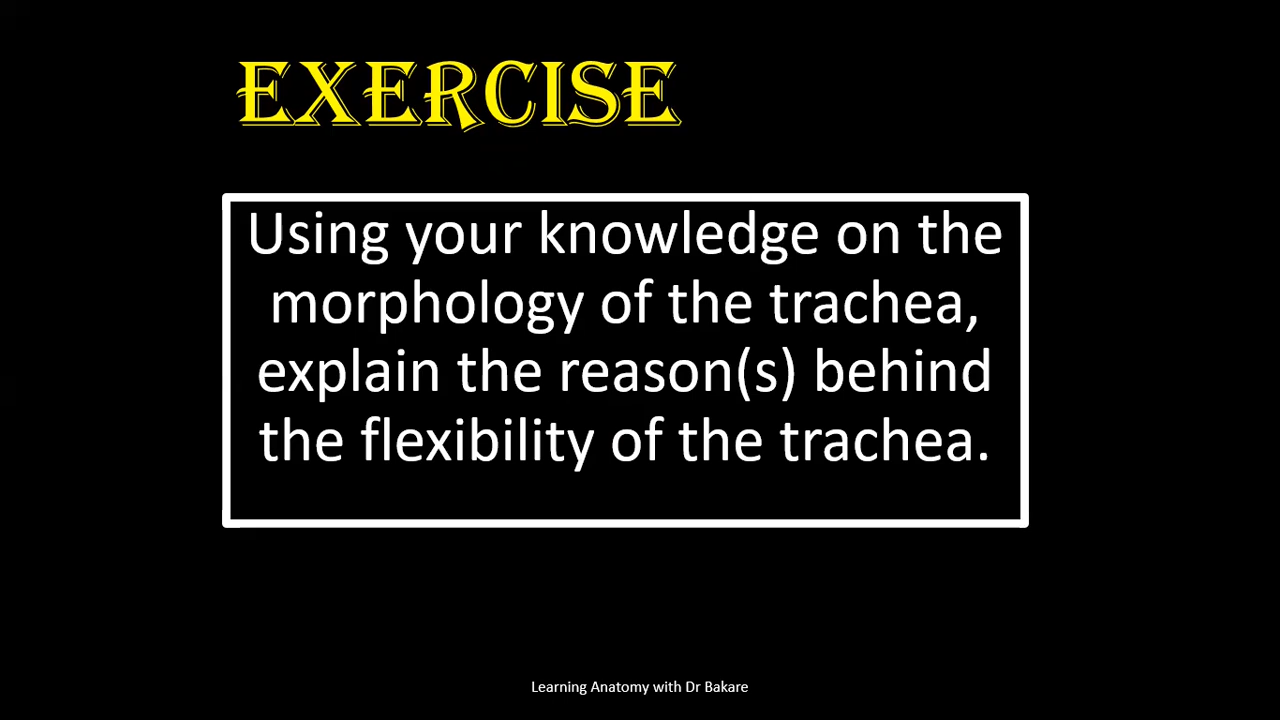 EXERCISE
Using your knowledge on the
morphology of the trachea,
explain the reason(s) behind
the flexibility of the trachea.
Learning Anatomy with Dr Bakare